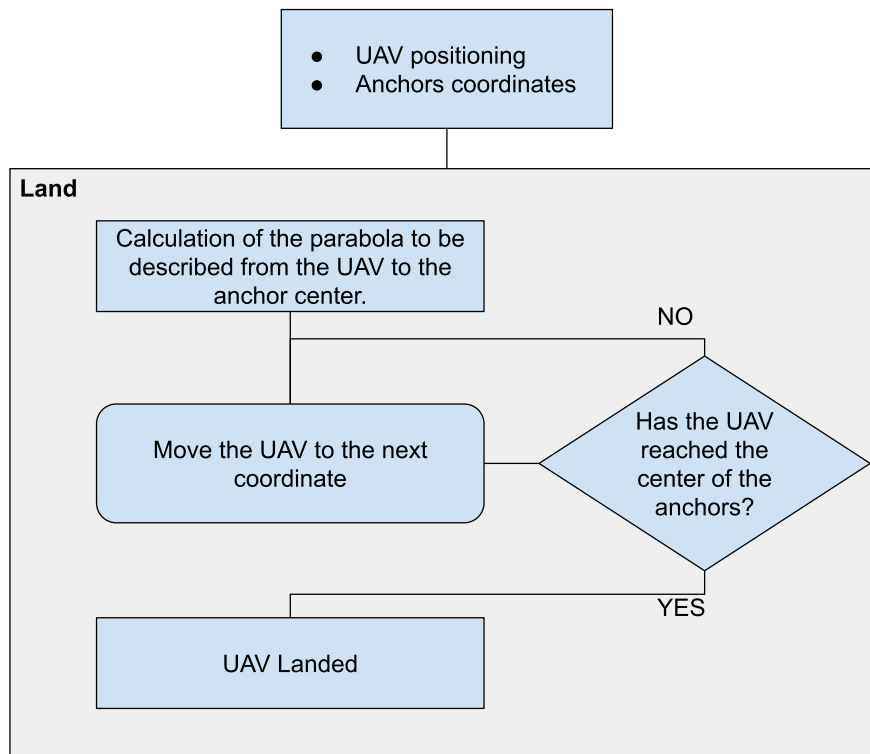 ● UAV positioning
● Anchors coordinates
Land
Calculation of the parabola to be
described from the UAV to the
anchor center.
NO
Has the UAV
reached the
center of the
anchors?
Move the UAV to the next
coordinate
YES
UAV Landed